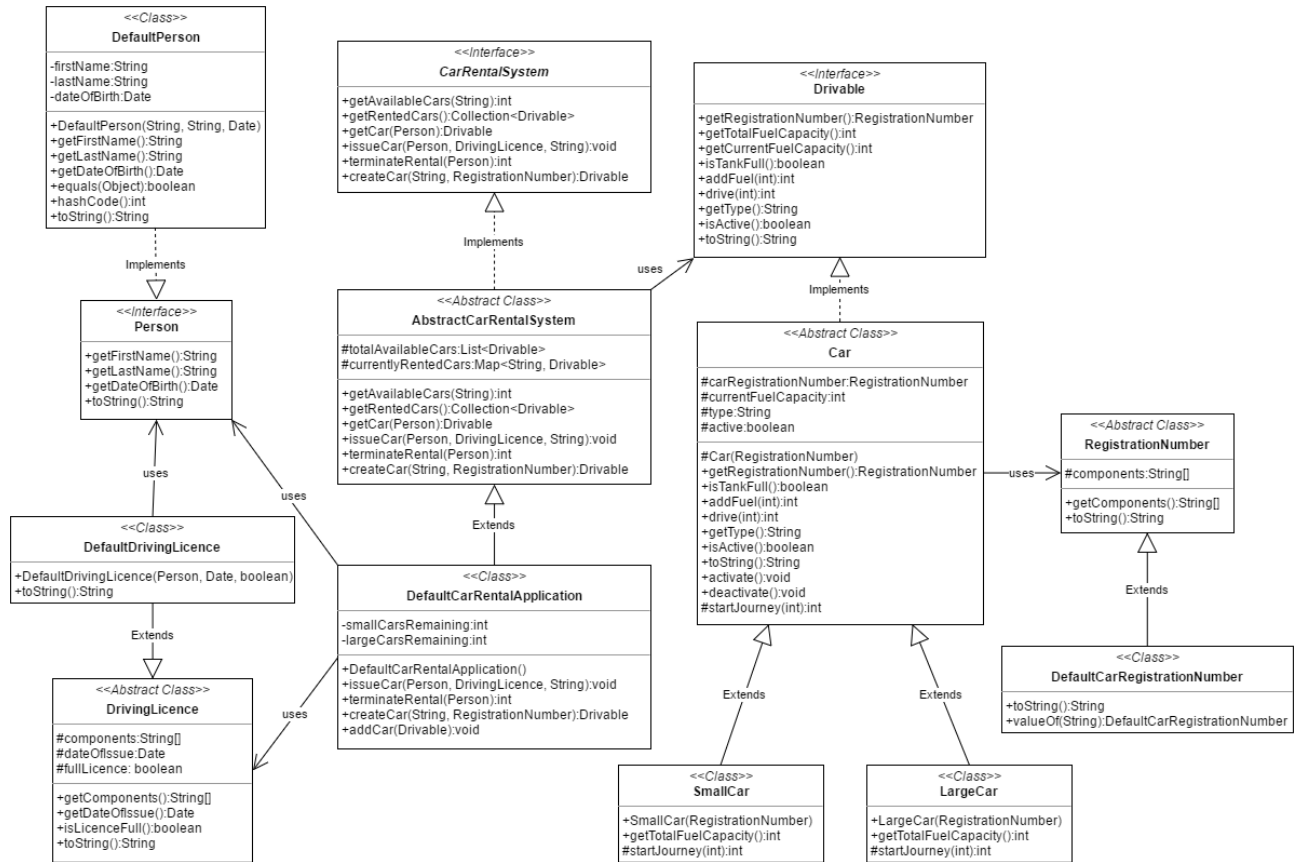 <<Class>>
DefaultPerson
-firstName:String
-lastName:String
-dateOfBirth:Date
+DefaultPerson(String, String, Date)
+getFirstName():String
+getLastName():String
+getDateOfBirth():Date
+equals(Object):boolean
+hashCode():int
+toString():String
Implements
<<Interface>>
Person
+getFirstName():String
+getLastName():String
+getDateOfBirth():Date
+toString():String
uses
uses
<<Class>>
DefaultDrivingLicence
+DefaultDrivingLicence(Person, Date, boolean)
+toString():String
Extends
<<Abstract Class>>
DrivingLicence
#components:String[]
#dateOfIssue:Date
#fullLicence: boolean
+getComponents():String[]
+getDateOfIssue():Date
+isLicenceFull():boolean
+toString():String
uses
<<Interface>>
CarRentalSystem
+getAvailableCars(String):int
+getRentedCars():Collection<Drivable>
+getCar(Person):Drivable
+issueCar(Person, DrivingLicence, String):void
+terminateRental(Person):int
+createCar(String, RegistrationNumber):Drivable
Implements
<<Abstract Class>>
AbstractCarRentalSystem
#totalAvailableCars:List<Drivable>
#currentlyRentedCars:Map<String, Drivable>
+getAvailableCars(String):int
+getRentedCars():Collection<Drivable>
+getCar(Person):Drivable
+issueCar(Person, DrivingLicence, String):void
+terminateRental(Person):int
+createCar(String, RegistrationNumber):Drivable
Extends
<<Class>>
DefaultCarRentalApplication
-smallCarsRemaining:int
-largeCarsRemaining:int
+DefaultCarRentalApplication()
+issueCar(Person, DrivingLicence, String):void
+terminateRental(Person):int
+createCar(String, RegistrationNumber):Drivable
+addCar(Drivable):void
uses
<<Interface>>
Drivable
+getRegistrationNumber():RegistrationNumber
+getTotalFuelCapacity():int
+getCurrentFuelCapacity():int
+isTankFull():boolean
+addFuel(int):int
+drive(int):int
+getType():String
+isActive():boolean
+toString():String
Implements
<<Abstract Class>>
Car
#carRegistrationNumber:RegistrationNumber
#currentFuelCapacity:int
#type:String
#active:boolean
#Car(RegistrationNumber)
+getRegistrationNumber():RegistrationNumber
+isTankFull():boolean
+addFuel(int):int
+drive(int):int
+getType():String
+isActive():boolean
+toString():String
+activate():void
+deactivate():void
#startJourney(int):int
uses
<<Abstract Class>>
RegistrationNumber
#components:String[]
+getComponents():String[]
+toString():String
Extends
<<Class>>
DefaultCarRegistrationNumber
+toString():String
+valueOf(String):DefaultCarRegistrationNumber
Extends
Extends
<<Class>>
SmallCar
+SmallCar(RegistrationNumber)
+getTotalFuelCapacity():int
#startJourney(int):int
<<Class>>
LargeCar
+LargeCar(RegistrationNumber)
+getTotalFuelCapacity():int
#startJourney(int):int